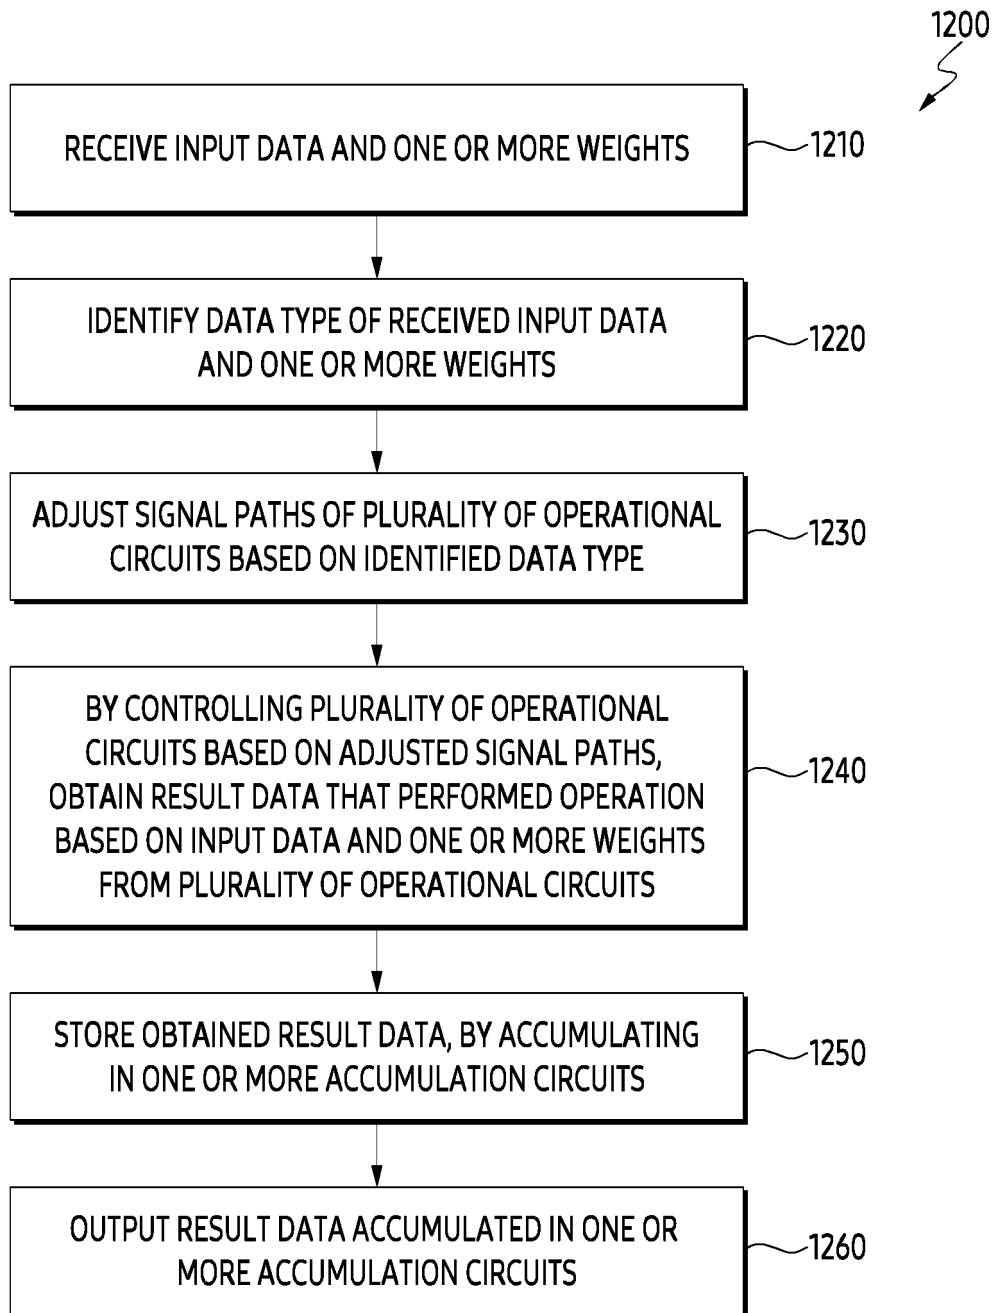 1200
RECEIVE INPUT DATA AND ONE OR MORE WEIGHTS
1210
IDENTIFY DATA TYPE OF RECEIVED INPUT DATA
AND ONE OR MORE WEIGHTS
1220
ADJUST SIGNAL PATHS OF PLURALITY OF OPERATIONAL
CIRCUITS BASED ON IDENTIFIED DATA TYPE
1230
BY CONTROLLING PLURALITY OF OPERATIONAL
CIRCUITS BASED ON ADJUSTED SIGNAL PATHS,
OBTAIN RESULT DATA THAT PERFORMED OPERATION
BASED ON INPUT DATA AND ONE OR MORE WEIGHTS
FROM PLURALITY OF OPERATIONAL CIRCUITS
1240
STORE OBTAINED RESULT DATA, BY ACCUMULATING
IN ONE OR MORE ACCUMULATION CIRCUITS
1250
OUTPUT RESULT DATA ACCUMULATED IN ONE OR
MORE ACCUMULATION CIRCUITS
1260